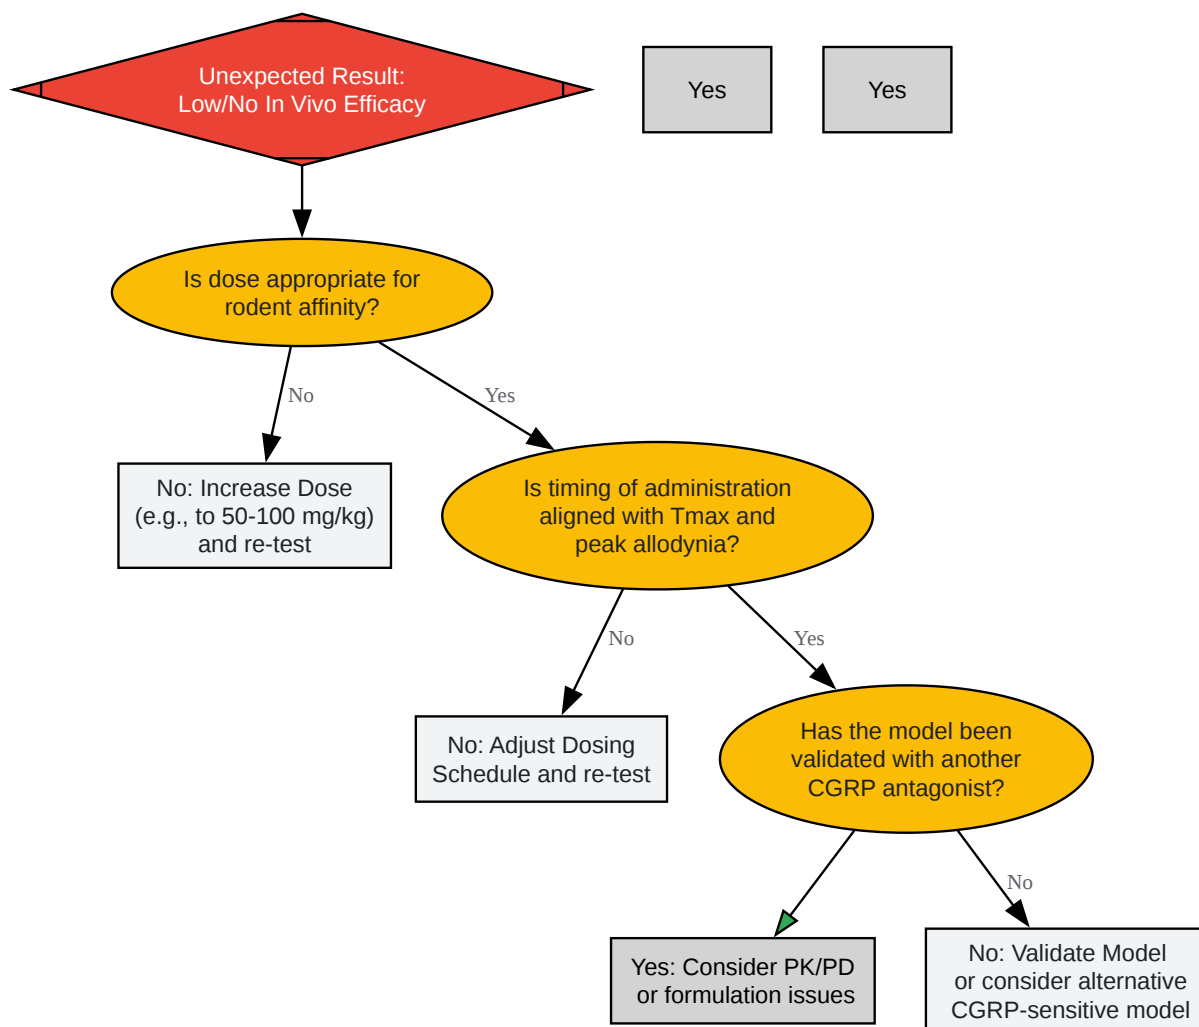 Unexpected Result:
Low/No In Vivo Efficacy
Yes
Yes
Is dose appropriate for
rodent affinity?
No
Yes
No: Increase Dose
(e.g., to 50-100 mg/kg)
and re-test
Is timing of administration
aligned with Tmax and
peak allodynia?
No
Yes
No: Adjust Dosing
Schedule and re-test
Has the model been
validated with another
CGRP antagonist?
No
Yes: Consider PK/PD
or formulation issues
No: Validate Model
or consider alternative
CGRP-sensitive model